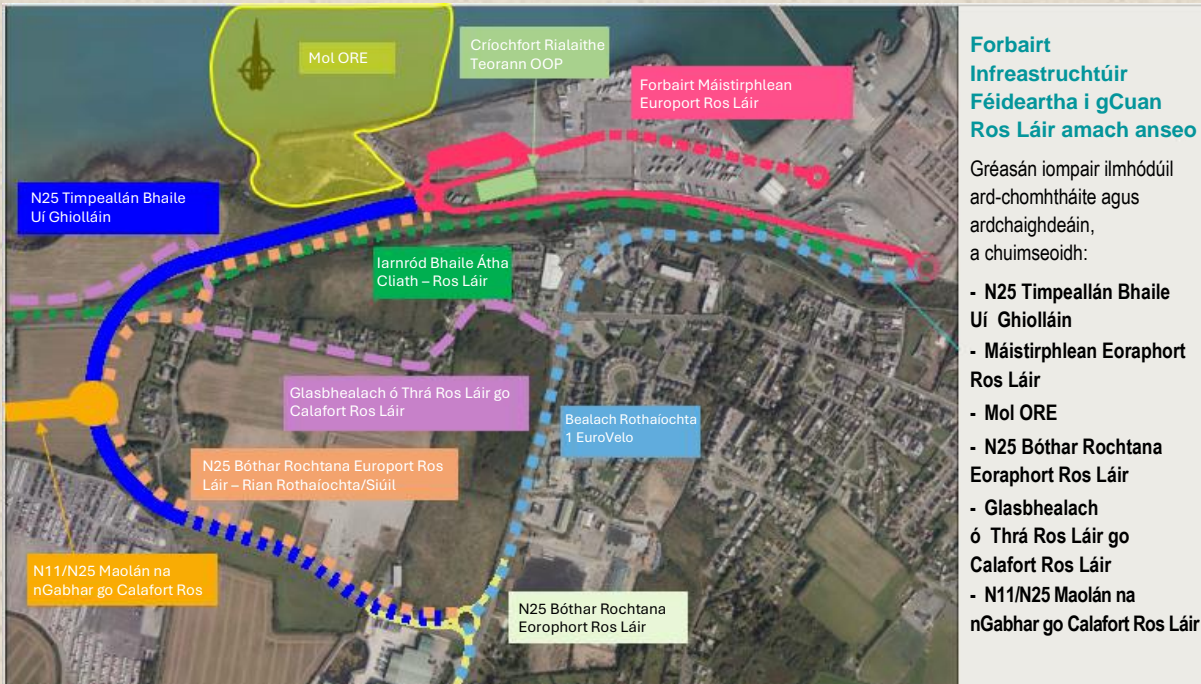 Mol ORE
Críochfort Rialaithe
Teorann OOP
Forbairt Máistirphlean
Europort Ros Láir
N25 Timpeallán Bhaile
Uí Ghiolláin
Iarnród Bhaile Átha
Cliath – Ros Láir
Glasbhealach ó Thrá Ros Láir go
Calafort Ros Láir
Bealach Rothaíochta
1 EuroVelo
N25 Bóthar Rochtana Europort Ros
Láir – Rian Rothaíochta/Siúil
N11/N25 Maolán na
nGabhar go Calafort Ros
N25 Bóthar Rochtana
Eorophort Ros Láir
Forbairt
Infreastruchtúir
Féideartha i gCuan
Ros Láir amach anseo
Gréasán iompair ilmhódúil
ard-chomhtháite agus
ardchaighdeáin,
a chuimseoidh:
- N25 Timpeallán Bhaile
Uí Ghiolláin
- Máistirphlean Eoraphort
Ros Láir
- Mol ORE
- N25 Bóthar Rochtana
Eoraphort Ros Láir
- Glasbhealach
ó Thrá Ros Láir go
Calafort Ros Láir
- N11/N25 Maolán na
nGabhar go Calafort Ros Láir